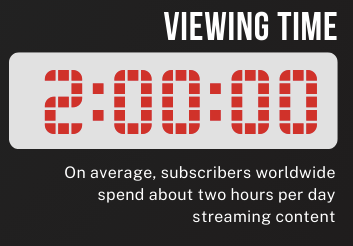 VIEWING TIME
2:00:00
On average, subscribers worldwide
spend about two hours per day
streaming content